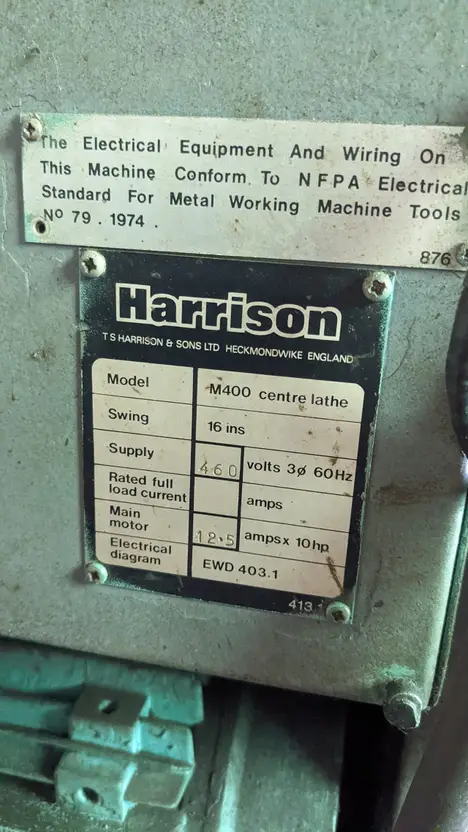 The Electrical Equipment And Wiring On
This Machine Conform To NFPA Electrical
Standard For Metal Working Machine Tools
Nº 79 . 1974 .
876
Harrison
T S HARRISON & SONS LTD HECKMONDWIKE ENGLAND
Model M400 centre lathe
Swing 16 ins
Supply 460 volts 3ø 60Hz
Rated full
load current amps
Main
motor 12.5 amps x 10hp
Electrical
diagram EWD 403.1
413